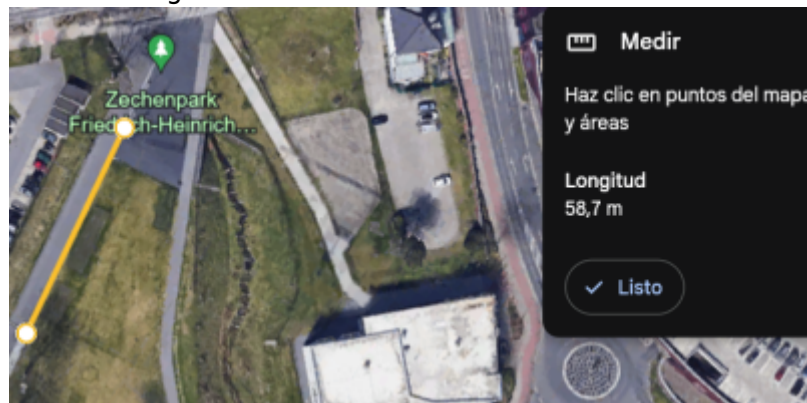 Zechenpark
Friedrich-Heinrich...
Medir
Haz clic en puntos del mapa
y áreas
Longitud
58,7 m
Listo